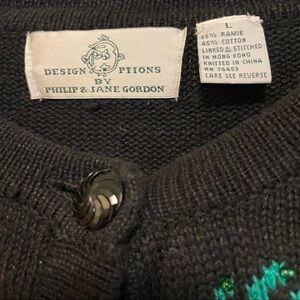 DESIGN OPTIONS
BY
PHILIP & JANE GORDON
L
55% RAMIE
45% COTTON
LINKED & STITCHED
IN HONG KONG
KNITTED IN CHINA
RN 76453
CARE SEE REVERSE